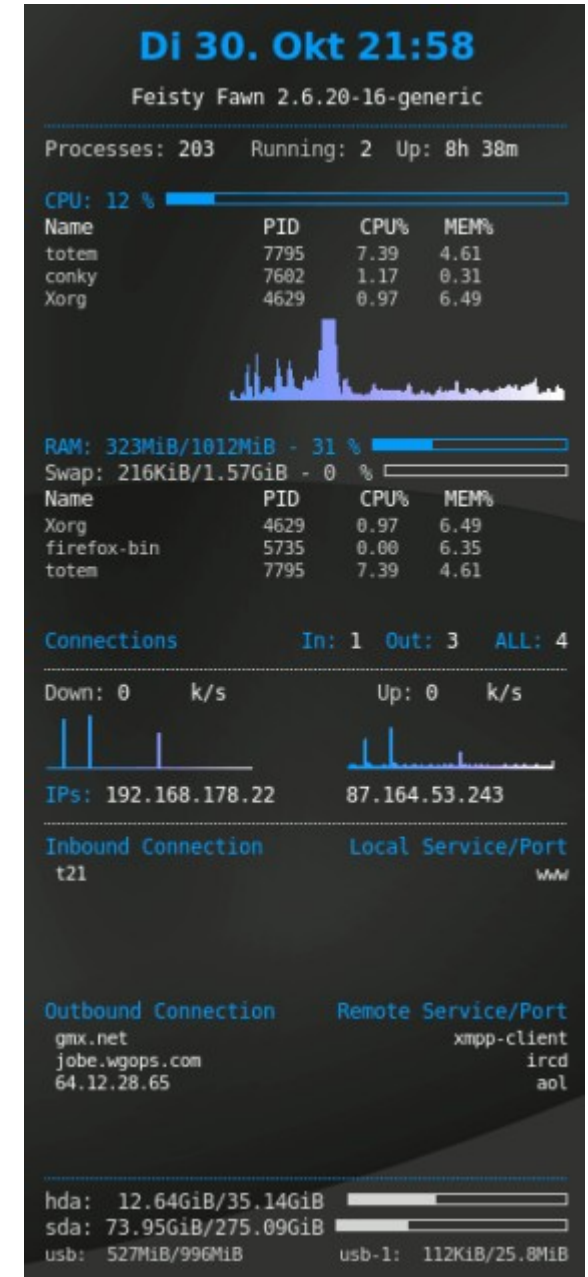 Di 30. Okt 21:58
Feisty Fawn 2.6.20-16-generic
Processes: 203 Running: 2 Up: 8h 38m
CPU: 12 %
Name PID CPU% MEM%
totem 7795 7.39 4.61
conky 7602 1.17 0.31
Xorg 4629 0.97 6.49
RAM: 323MiB/1012MiB - 31 %
Swap: 216KiB/1.57GiB - 0 %
Name PID CPU% MEM%
Xorg 4629 0.97 6.49
firefox-bin 5735 0.00 6.35
totem 7795 7.39 4.61
Connections In: 1 Out: 3 ALL: 4
Down: 0 k/s Up: 0 k/s
IPs: 192.168.178.22 87.164.53.243
Inbound Connection Local Service/Port
t21 www
Outbound Connection Remote Service/Port
gmx.net xmpp-client
jobe.wgops.com ircd
64.12.28.65 aol
hda: 12.64GiB/35.14GiB
sda: 73.95GiB/275.09GiB
usb: 527MiB/996MiB usb-1: 112KiB/25.8MiB